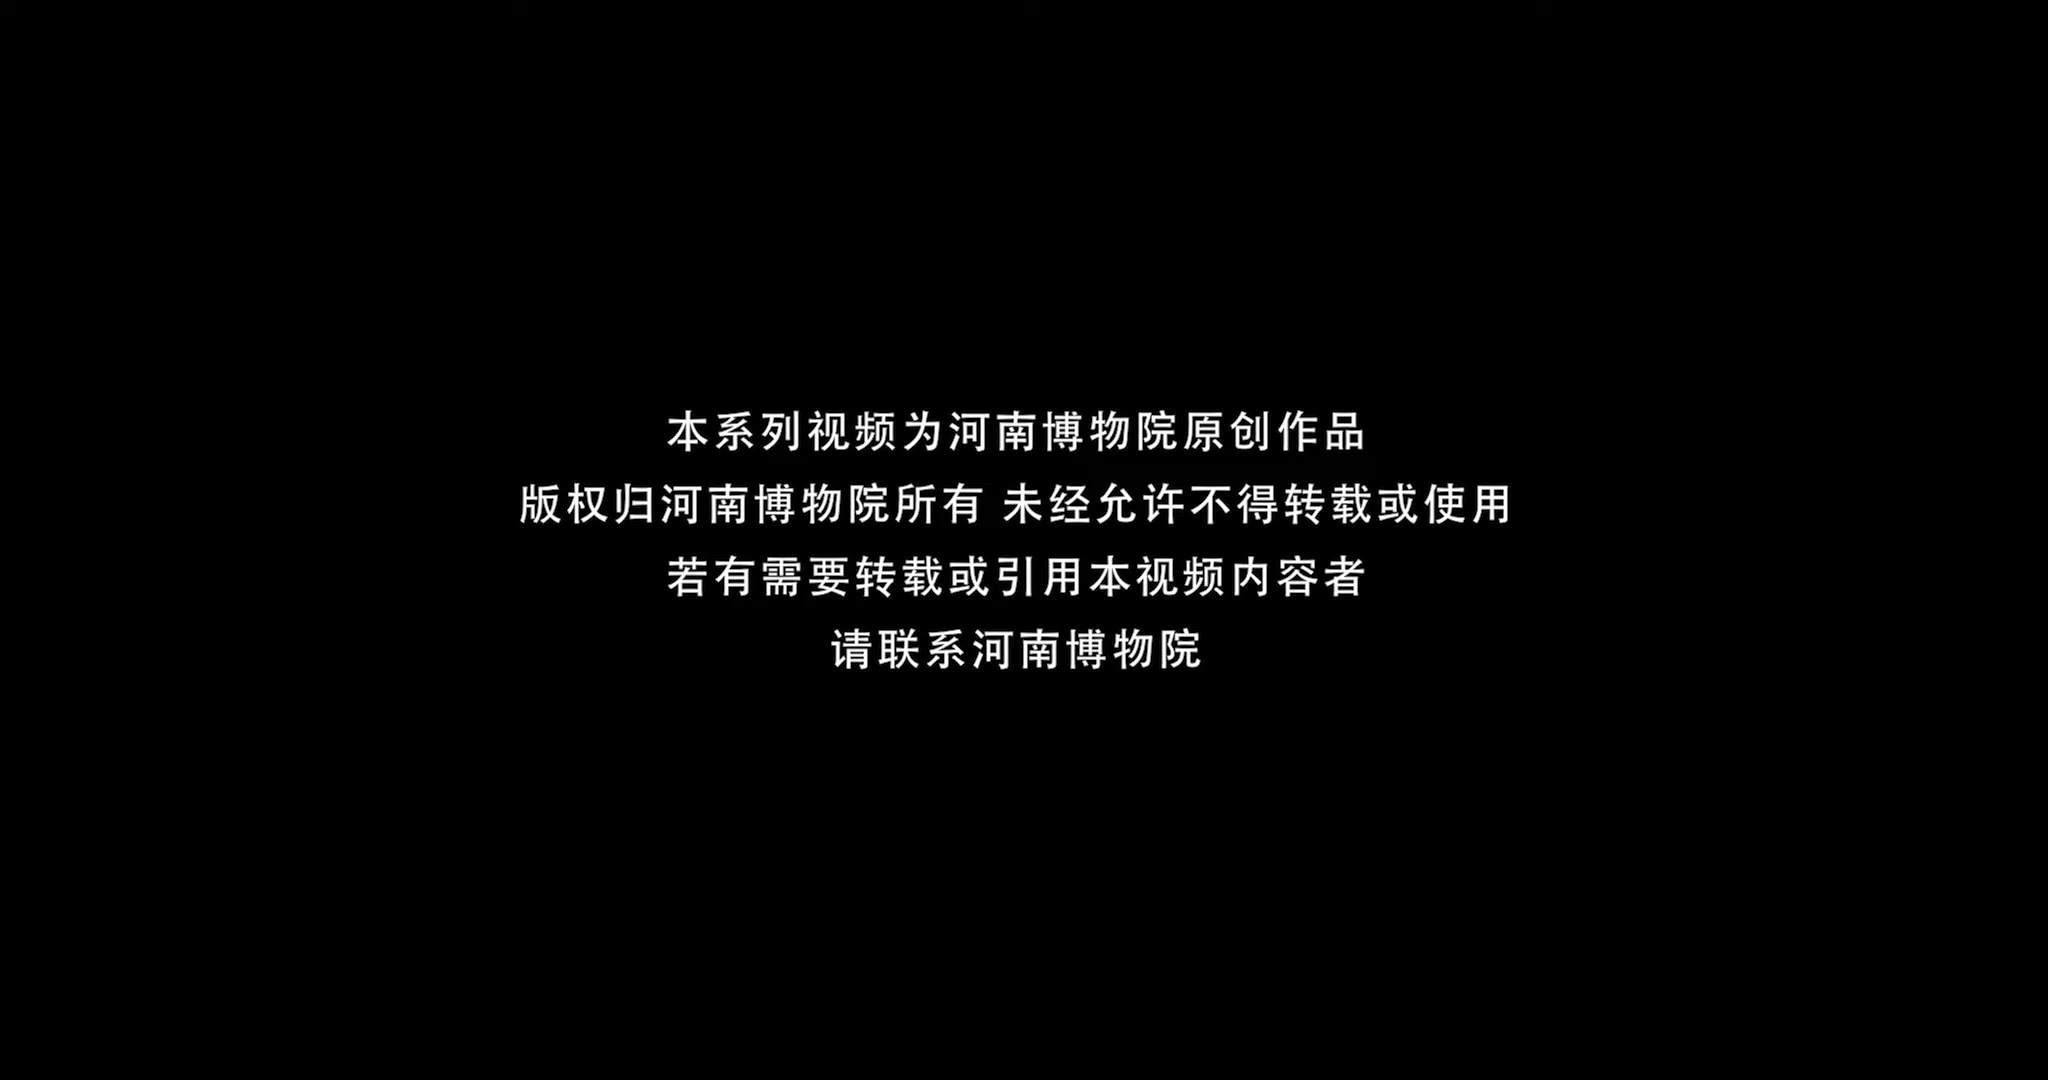 本系列视频为河南博物院原创作品
版权归河南博物院所有 未经允许不得转载或使用
若有需要转载或引用本视频内容者
请联系河南博物院